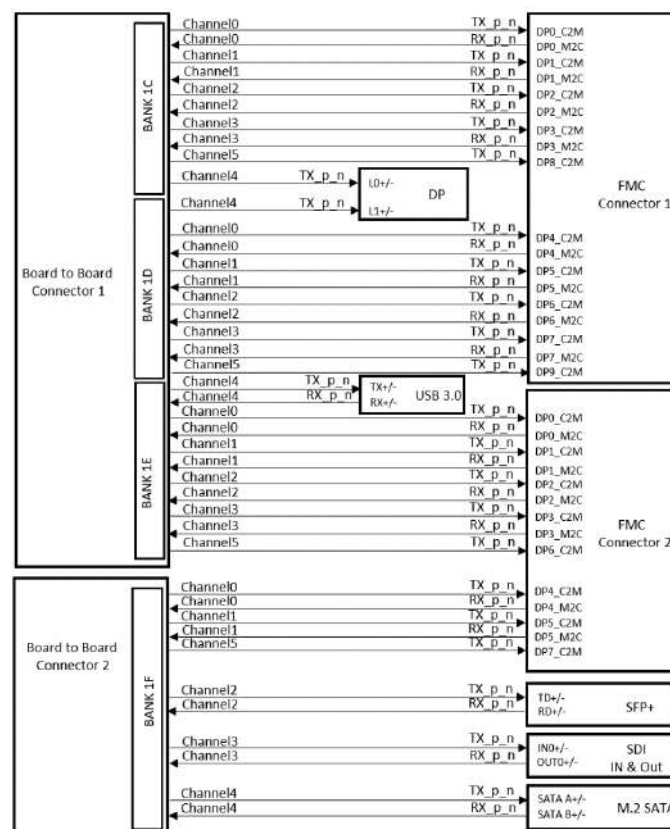 Board to Board
Connector 1
BANK 1C
Channel0 TX_p_n DP0_C2M
Channel0 RX_p_n DP0_M2C
Channel1 TX_p_n DP1_C2M
Channel1 RX_p_n DP1_M2C
Channel2 TX_p_n DP2_C2M
Channel2 RX_p_n DP2_M2C
Channel3 TX_p_n DP3_C2M
Channel3 RX_p_n DP3_M2C
Channel5 TX_p_n DP8_C2M
FMC
Connector 1
Channel4 TX_p_n L0+/-
DP
BANK 1D
Channel4 TX_p_n L1+/-
Channel0 TX_p_n DP4_C2M
Channel0 RX_p_n DP4_M2C
Channel1 TX_p_n DP5_C2M
Channel1 RX_p_n DP5_M2C
Channel2 TX_p_n DP6_C2M
Channel2 RX_p_n DP6_M2C
Channel3 TX_p_n DP7_C2M
Channel3 RX_p_n DP7_M2C
Channel5 TX_p_n DP9_C2M
BANK 1E
Channel4 TX_p_n TX+/-
Channel4 RX_p_n RX+/-
USB 3.0
Channel0 TX_p_n DP0_C2M
Channel0 RX_p_n DP0_M2C
Channel1 TX_p_n DP1_C2M
Channel1 RX_p_n DP1_M2C
Channel2 TX_p_n DP2_C2M
Channel2 RX_p_n DP2_M2C
Channel3 TX_p_n DP3_C2M
Channel3 RX_p_n DP3_M2C
Channel5 TX_p_n DP6_C2M
FMC
Connector 2
Board to Board
Connector 2
BANK 1F
Channel0 TX_p_n DP4_C2M
Channel0 RX_p_n DP4_M2C
Channel1 TX_p_n DP5_C2M
Channel1 RX_p_n DP5_M2C
Channel5 TX_p_n DP7_C2M
Channel2 TX_p_n TD+/-
Channel2 RX_p_n RD+/-
SFP+
Channel3 TX_p_n IN0+/-
Channel3 RX_p_n OUT0+/-
SDI
IN & Out
Channel4 TX_p_n SATA A+/-
Channel4 RX_p_n SATA B+/-
M.2 SATA